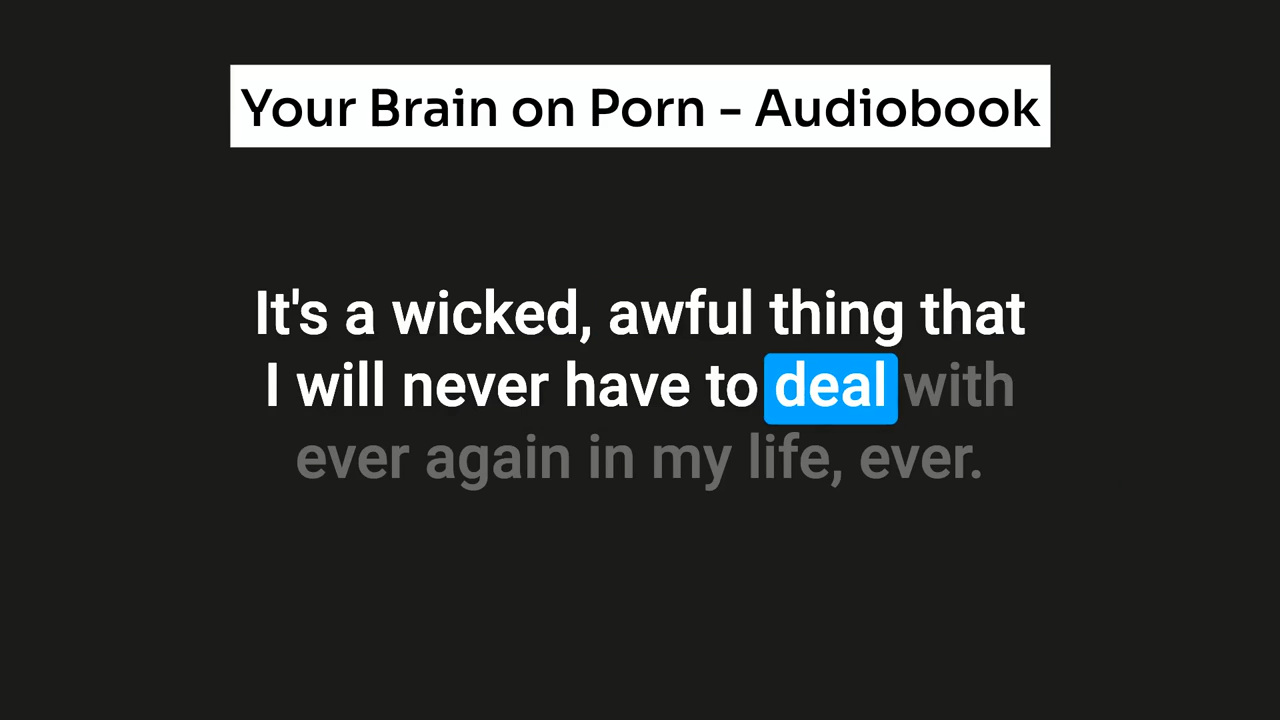 Your Brain on Porn - Audiobook
It's a wicked, awful thing that
I will never have to deal with
ever again in my life, ever.